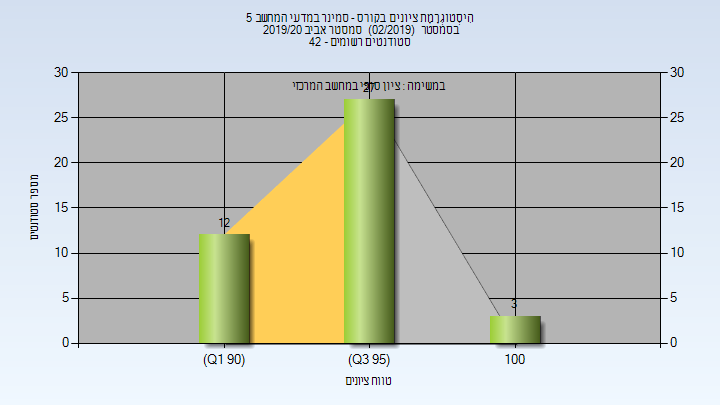 היסטוגרמת ציונים בקורס - סמינר במדעי המחשב 5
בסמסטר (02/2019) סמסטר אביב 2019/20
סטודנטים רשומים - 42
במשימה : ציון סופי במחשב המרכזי
מספר סטודנטים
30
25
20
15
10
5
0
30
25
20
15
10
5
0
12
27
3
(Q1 90)
(Q3 95)
100
טווח ציונים